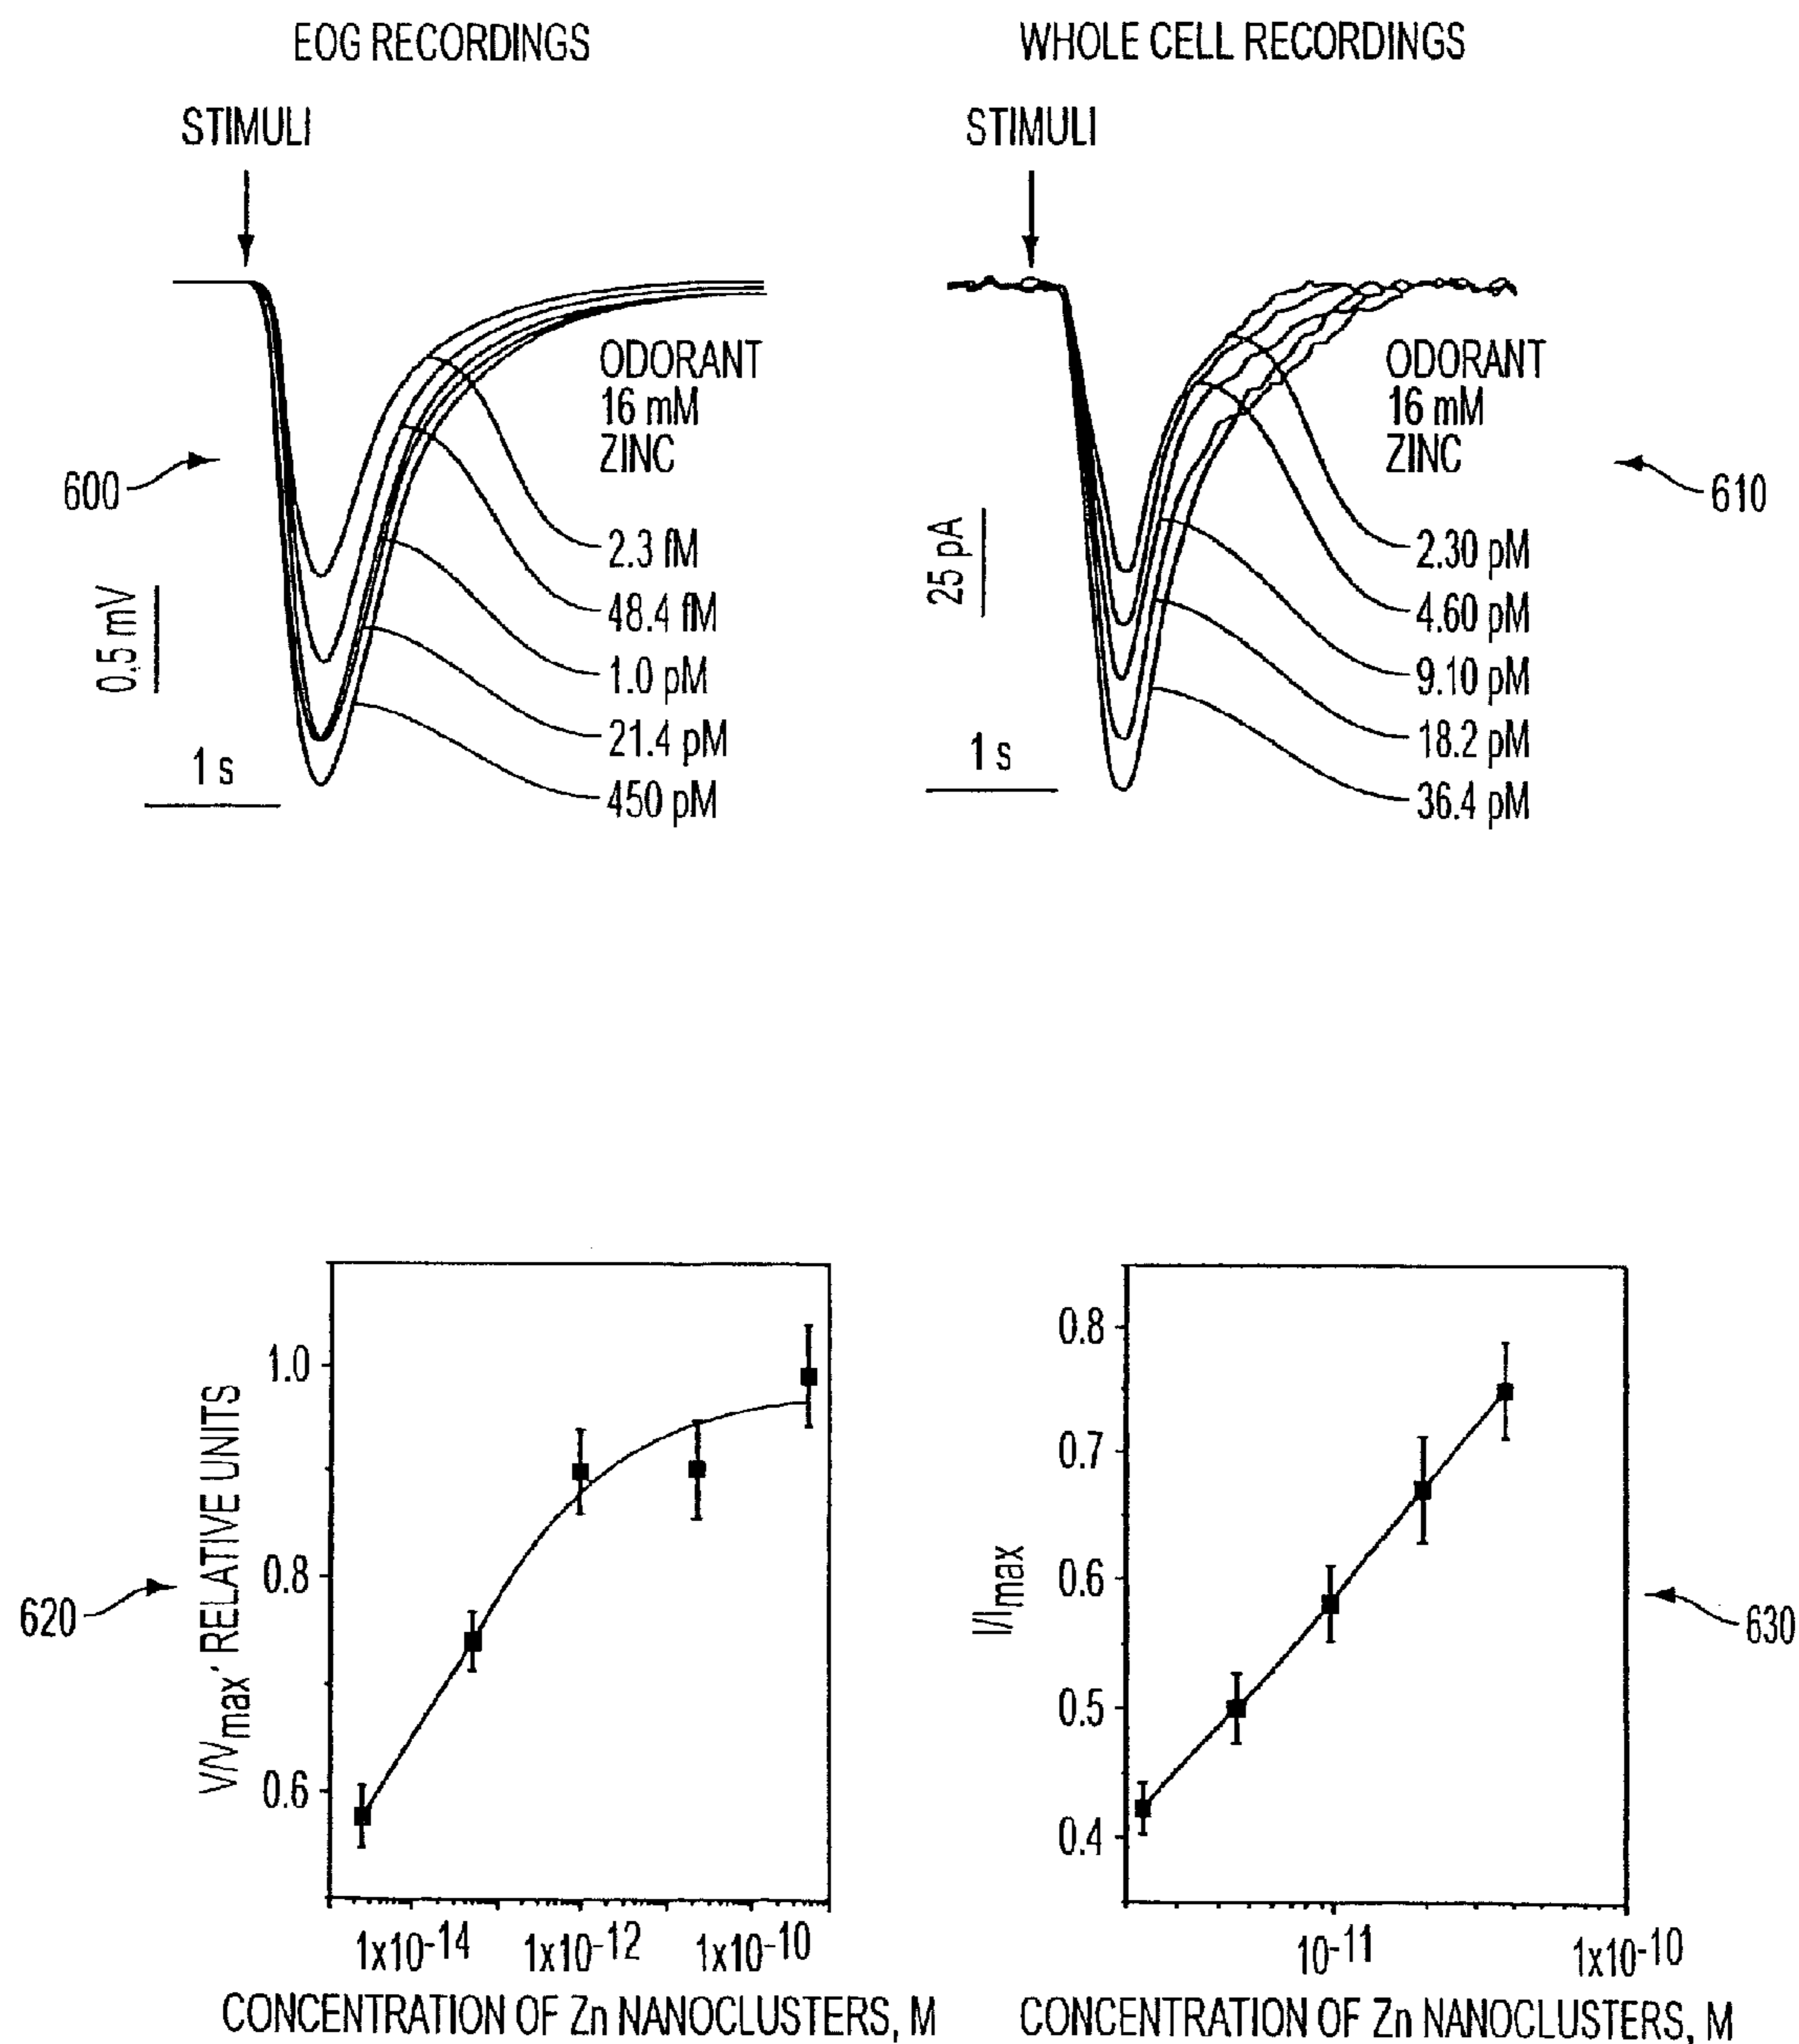 EOG RECORDINGS
STIMULI
ODORANT
16 mM
ZINC
600
2.3 fM
48.4 fM
1.0 pM
21.4 pM
450 pM
0.5 mV
1 s
WHOLE CELL RECORDINGS
STIMULI
ODORANT
16 mM
ZINC
610
2.30 pM
4.60 pM
9.10 pM
18.2 pM
36.4 pM
25 pA
1 s
620
V/Vmax, RELATIVE UNITS
1.0
0.8
0.6
1x10-14 1x10-12 1x10-10
CONCENTRATION OF Zn NANOCLUSTERS, M
630
I/Imax
0.8
0.7
0.6
0.5
0.4
10-11 1x10-10
CONCENTRATION OF Zn NANOCLUSTERS, M